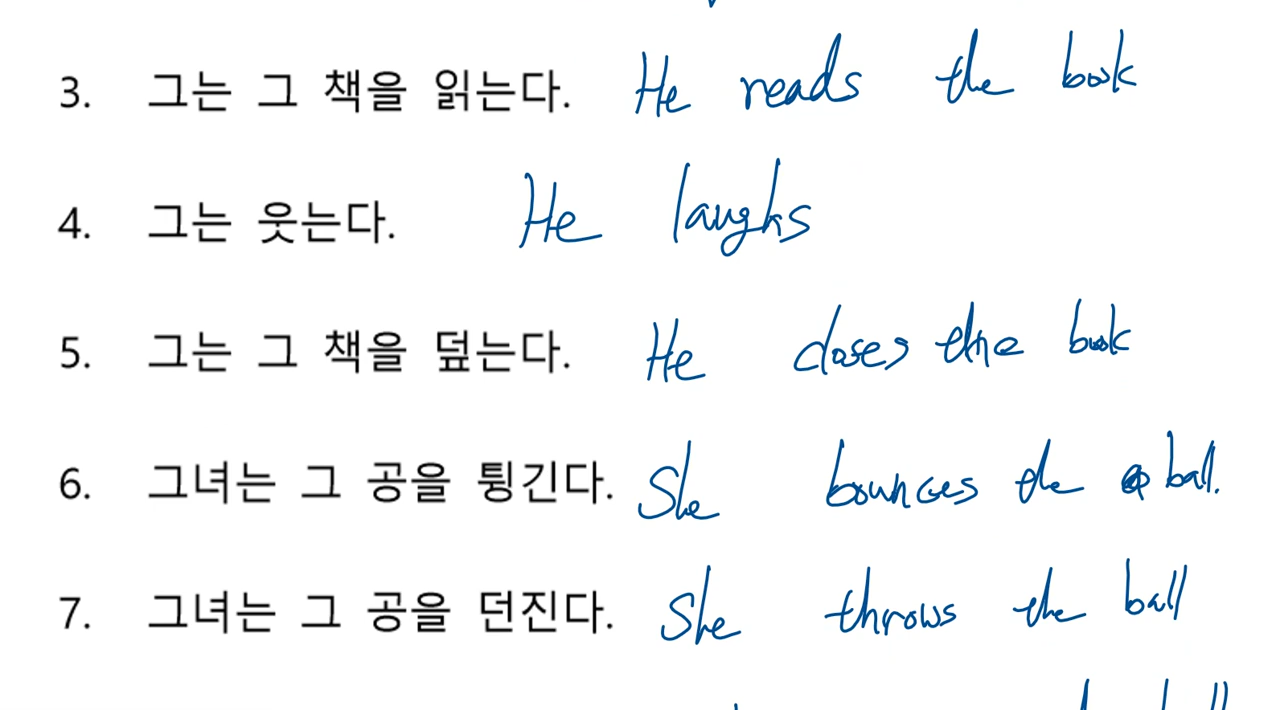 3. 그는 그 책을 읽는다. He reads the book
4. 그는 웃는다. He laughs
5. 그는 그 책을 덮는다. He closes the book
6. 그녀는 그 공을 튕긴다. She bounces the ball.
7. 그녀는 그 공을 던진다. She throws the ball